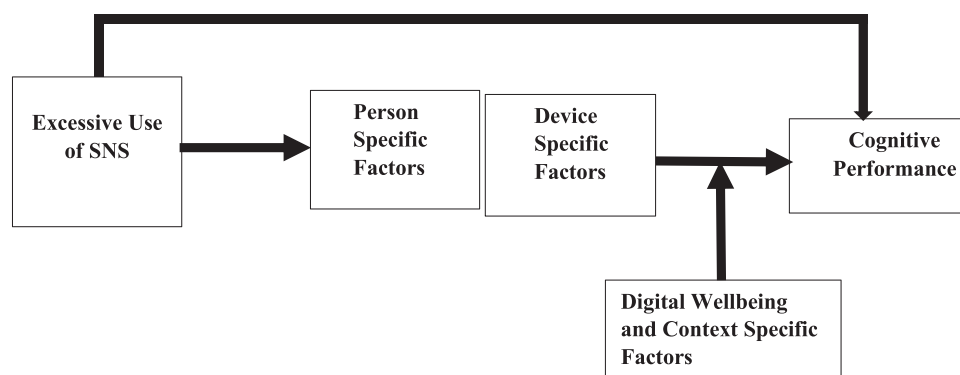 Excessive Use
of SNS
Person
Specific
Factors
Device
Specific
Factors
Cognitive
Performance
Digital Wellbeing
and Context Specific
Factors